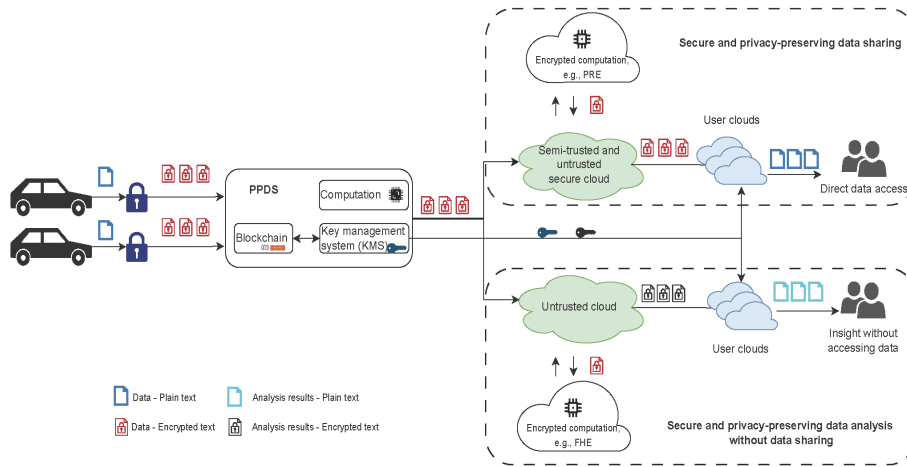 Encrypted computation,
e.g., PRE
Secure and privacy-preserving data sharing
User clouds
Semi-trusted and
untrusted
secure cloud
Direct data access
PPDS
Computation
Blockchain
Key management
system (KMS)
Untrusted cloud
User clouds
Insight without
accessing data
Data - Plain text
Analysis results - Plain text
Data - Encrypted text
Analysis results - Encrypted text
Encrypted computation,
e.g., FHE
Secure and privacy-preserving data analysis
without data sharing